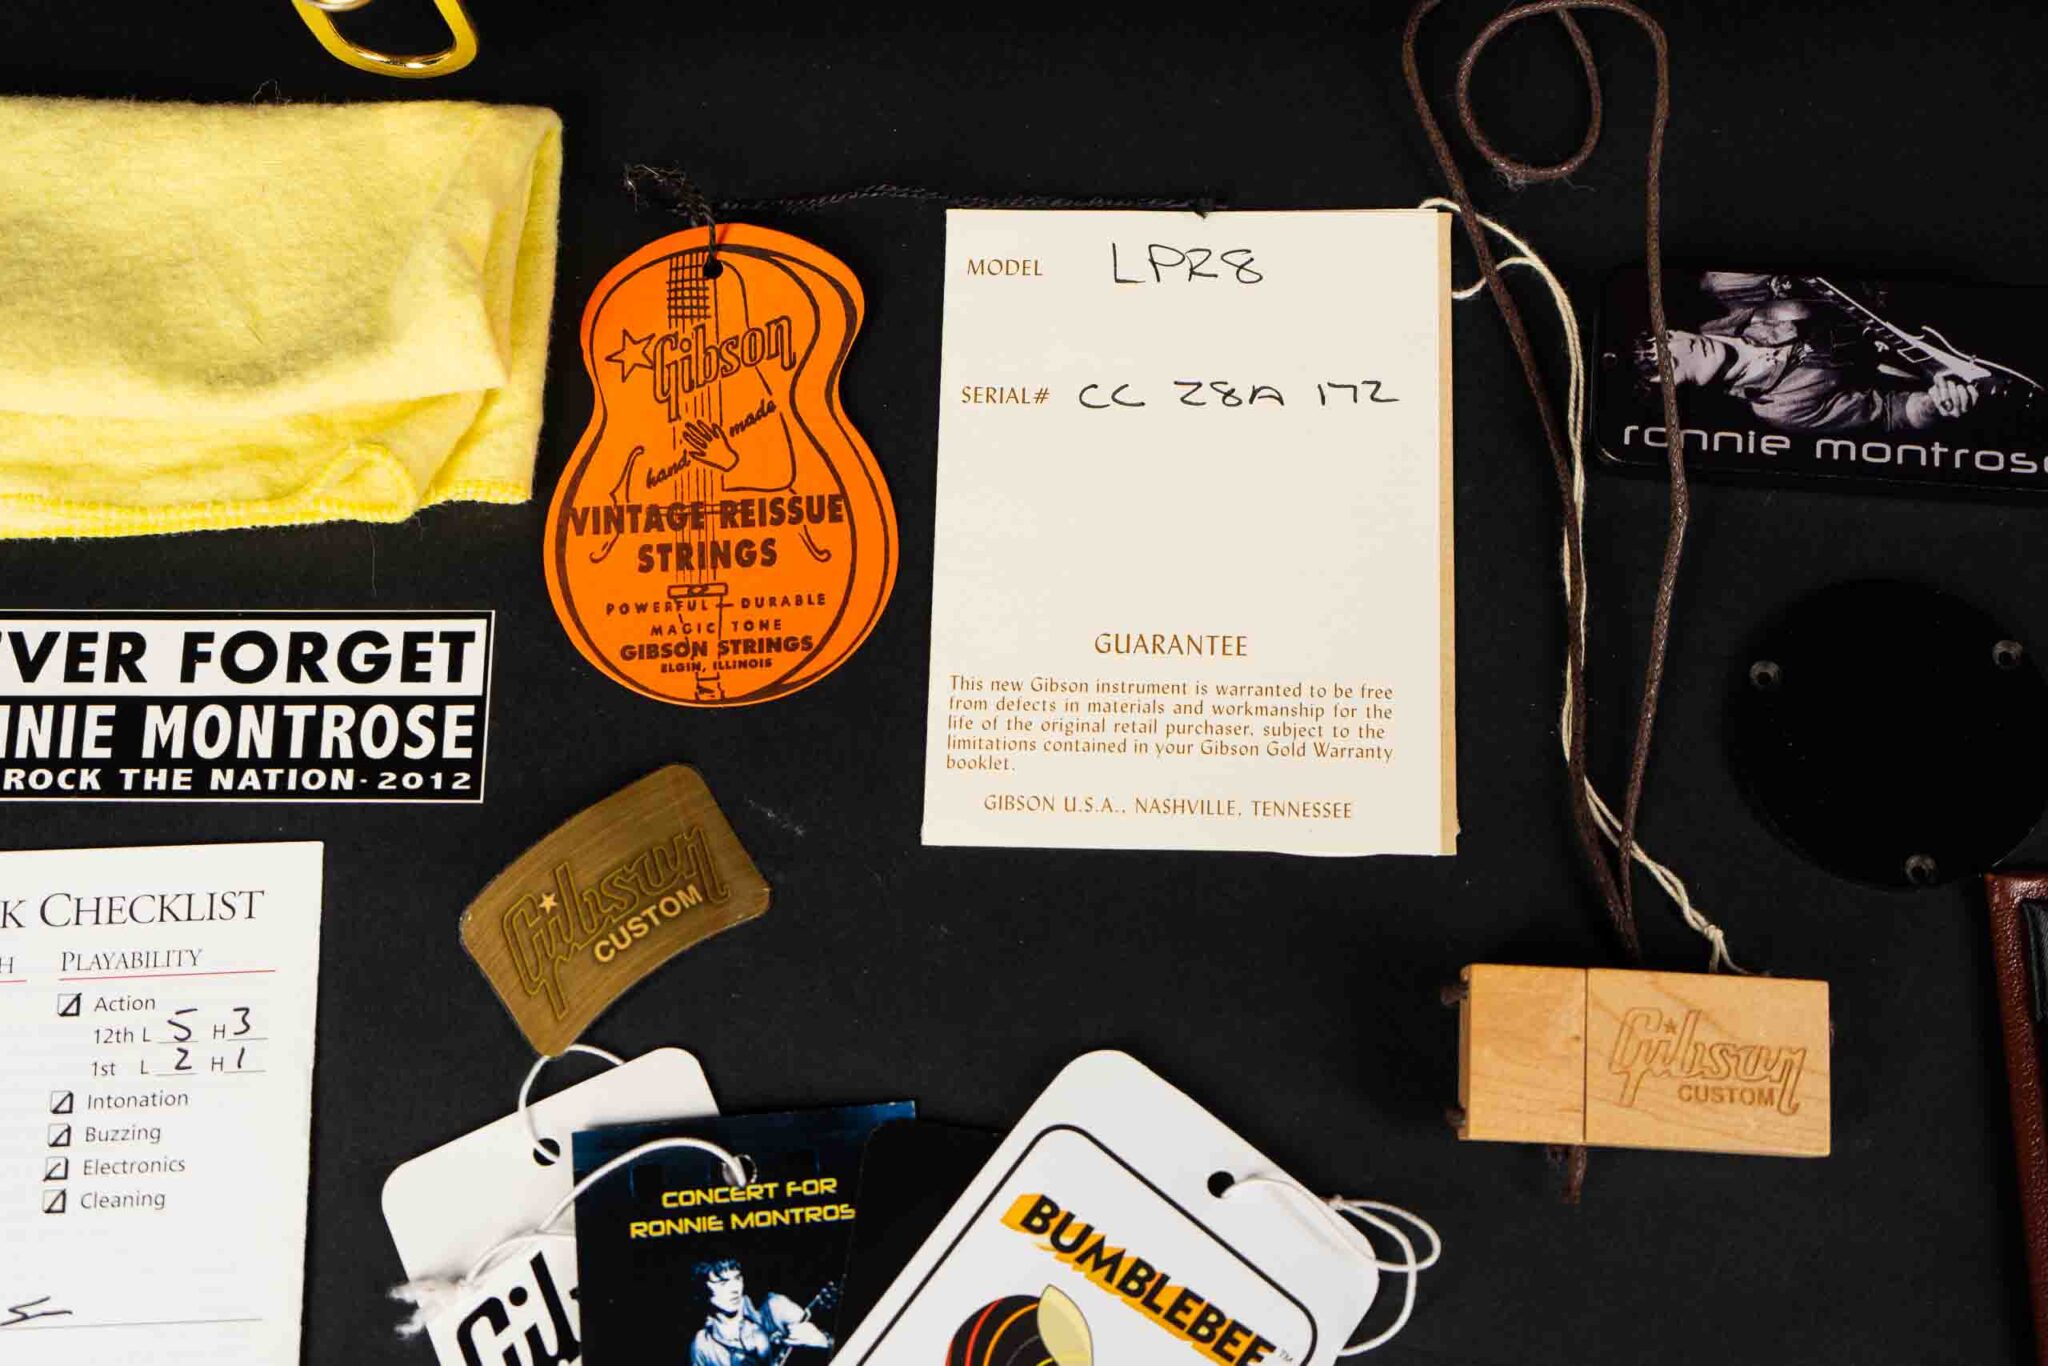 Gibson
hand made
VINTAGE REISSUE
STRINGS
POWERFUL - DURABLE
MAGIC TONE
GIBSON STRINGS
ELGIN, ILLINOIS
MODEL LPR8
SERIAL# CC 28A 172
GUARANTEE
This new Gibson instrument is warranted to be free
from defects in materials and workmanship for the
life of the original retail purchaser, subject to the
limitations contained in your Gibson Gold Warranty
booklet.
GIBSON U.S.A., NASHVILLE, TENNESSEE
ronnie montrose
VER FORGET
NNIE MONTROSE
ROCK THE NATION - 2012
K CHECKLIST
H
PLAYABILITY
Action
12th L 5 H 3
1st L 2 H 1
Intonation
Buzzing
Electronics
Cleaning
Gibson
CUSTOM
Gibson
CUSTOM
Gib
CONCERT FOR
RONNIE MONTROS
BUMBLEBEE™